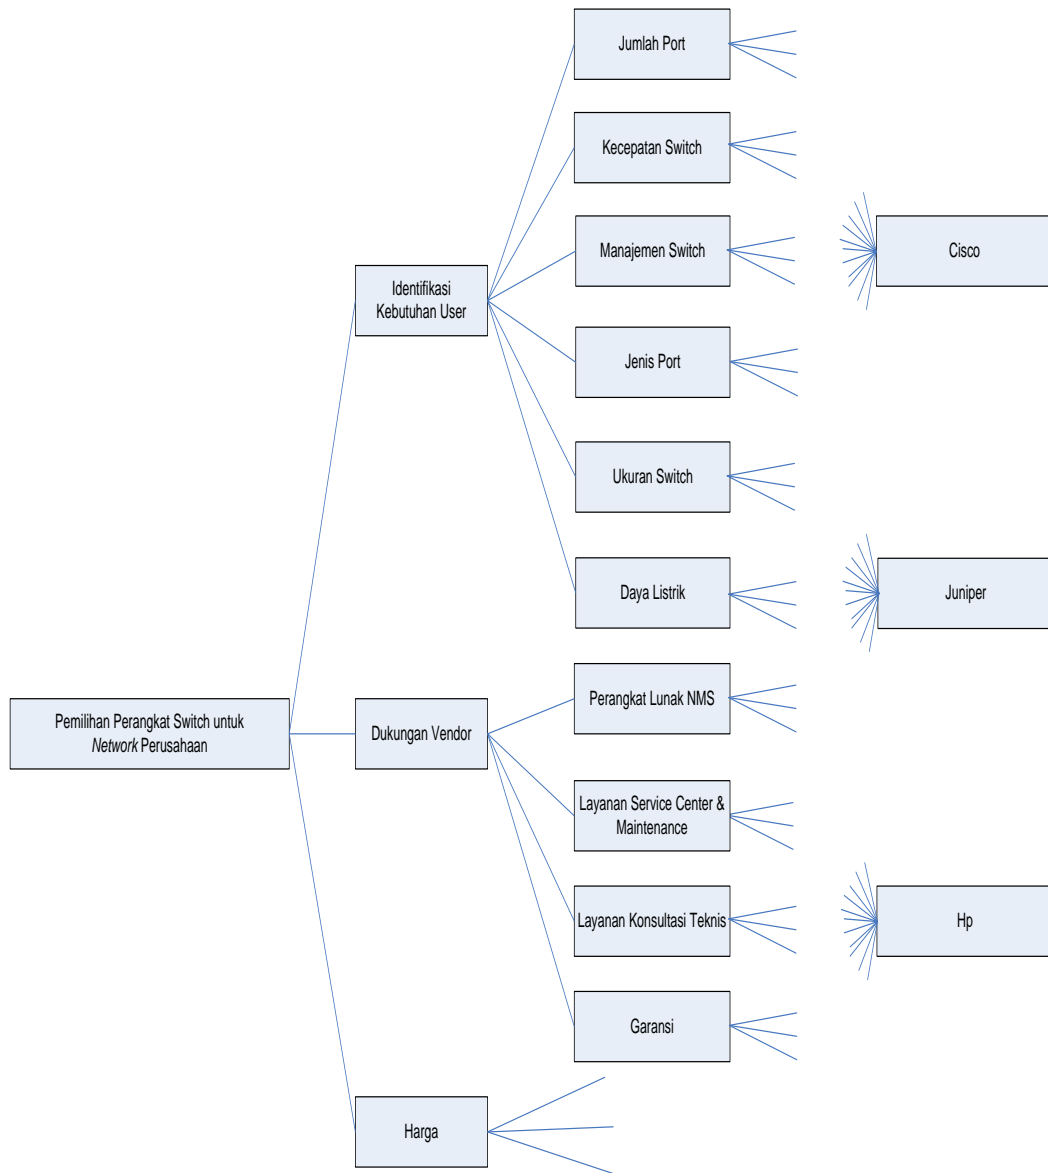 Pemilihan Perangkat Switch untuk
Network Perusahaan
Identifikasi
Kebutuhan User
Dukungan Vendor
Harga
Jumlah Port
Kecepatan Switch
Manajemen Switch
Jenis Port
Ukuran Switch
Daya Listrik
Perangkat Lunak NMS
Layanan Service Center &
Maintenance
Layanan Konsultasi Teknis
Garansi
Cisco
Juniper
Hp